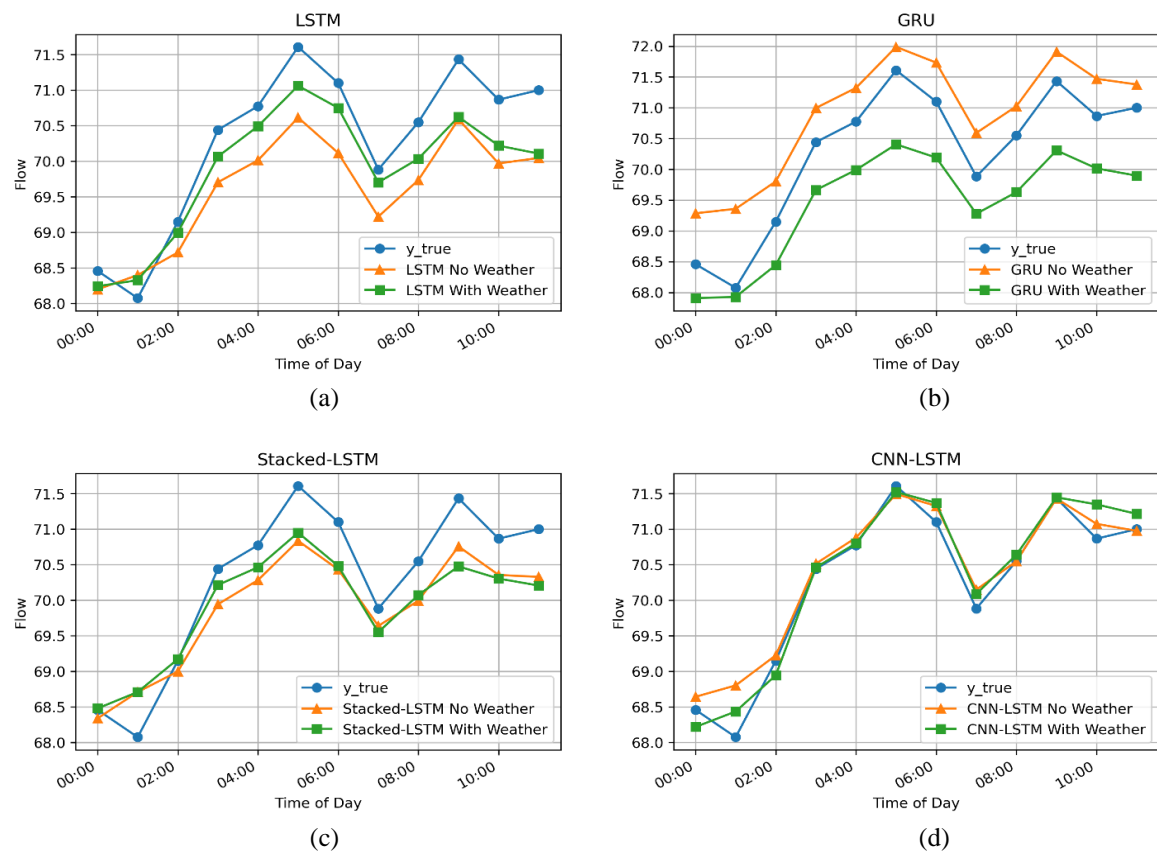 LSTM
71.5
71.0
70.5
70.0
69.5
69.0
68.5
68.0
Flow
y_true
LSTM No Weather
LSTM With Weather
00:00 02:00 04:00 06:00 08:00 10:00
Time of Day
(a)
GRU
72.0
71.5
71.0
70.5
70.0
69.5
69.0
68.5
68.0
Flow
y_true
GRU No Weather
GRU With Weather
00:00 02:00 04:00 06:00 08:00 10:00
Time of Day
(b)
Stacked-LSTM
71.5
71.0
70.5
70.0
69.5
69.0
68.5
68.0
Flow
y_true
Stacked-LSTM No Weather
Stacked-LSTM With Weather
00:00 02:00 04:00 06:00 08:00 10:00
Time of Day
(c)
CNN-LSTM
71.5
71.0
70.5
70.0
69.5
69.0
68.5
68.0
Flow
y_true
CNN-LSTM No Weather
CNN-LSTM With Weather
00:00 02:00 04:00 06:00 08:00 10:00
Time of Day
(d)